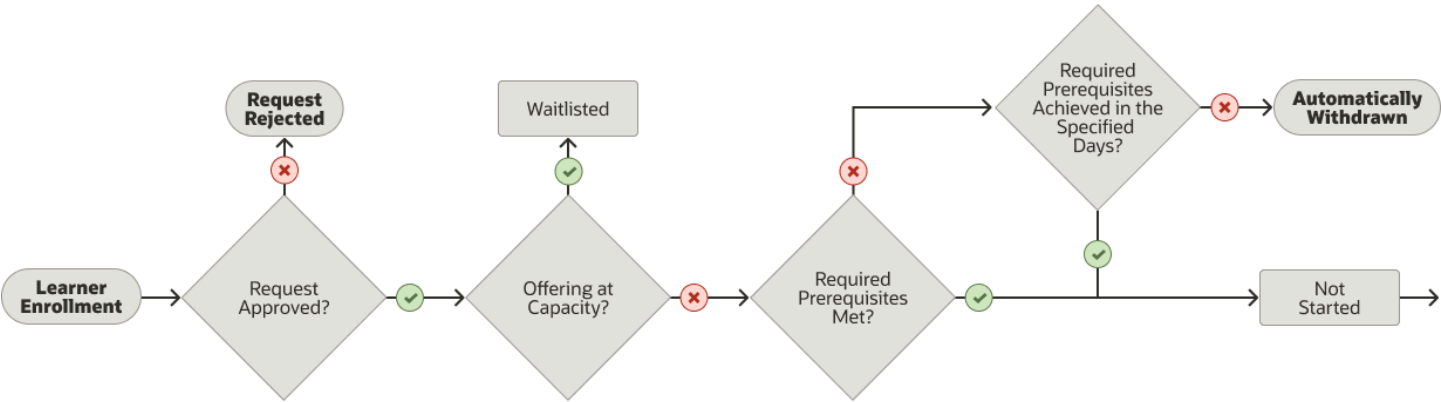 Learner
Enrollment
Request
Approved?
Request
Rejected
Offering at
Capacity?
Waitlisted
Required
Prerequisites
Met?
Required
Prerequisites
Achieved in the
Specified
Days?
Automatically
Withdrawn
Not
Started